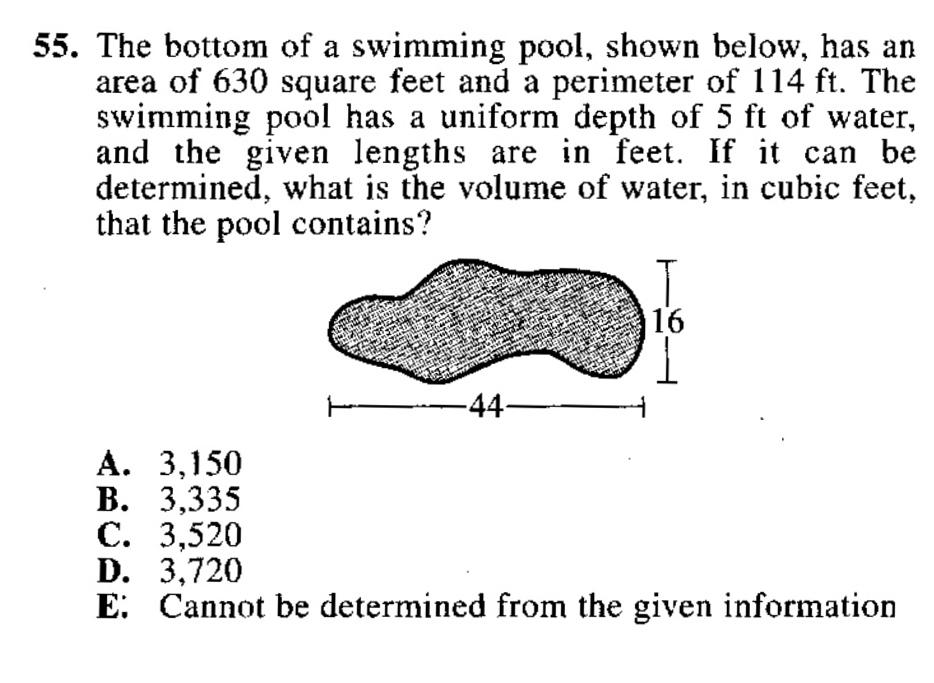 55. The bottom of a swimming pool, shown below, has an
area of 630 square feet and a perimeter of 114 ft. The
swimming pool has a uniform depth of 5 ft of water,
and the given lengths are in feet. If it can be
determined, what is the volume of water, in cubic feet,
that the pool contains?
16
44
A. 3,150
B. 3,335
C. 3,520
D. 3,720
E. Cannot be determined from the given information